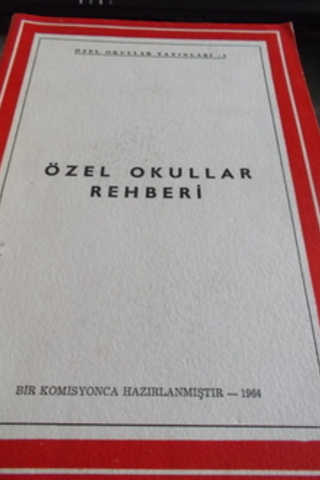 ÖZEL OKULLAR YAYINLARI : 1
ÖZEL OKULLAR
REHBERİ
BİR KOMİSYONCA HAZIRLANMIŞTIR — 1964